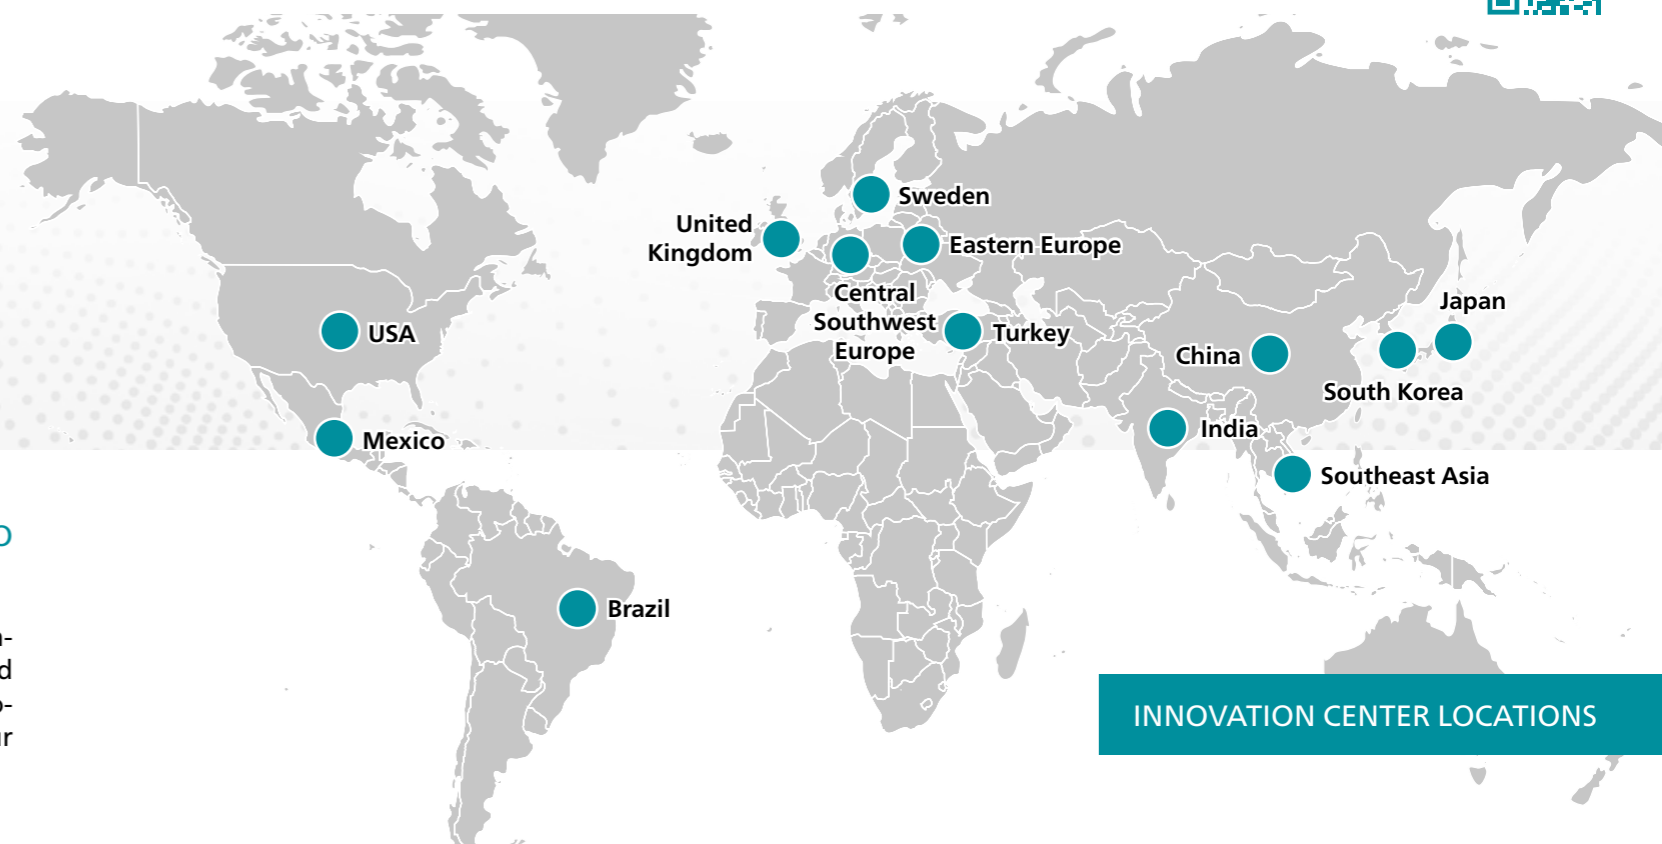 Sweden
United
Kingdom
Eastern Europe
Central
Southwest
Europe
Turkey
USA
Mexico
Brazil
Japan
China
South Korea
India
Southeast Asia
INNOVATION CENTER LOCATIONS